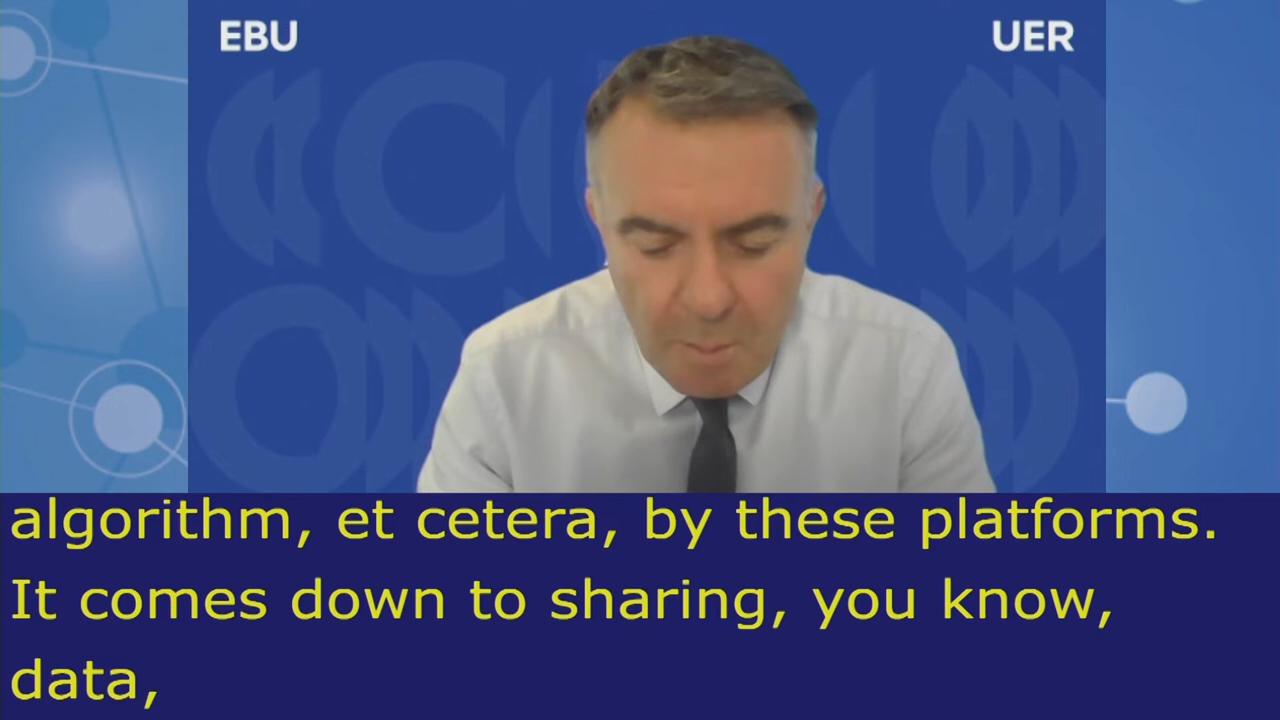 EBU UER
algorithm, et cetera, by these platforms.
It comes down to sharing, you know,
data,